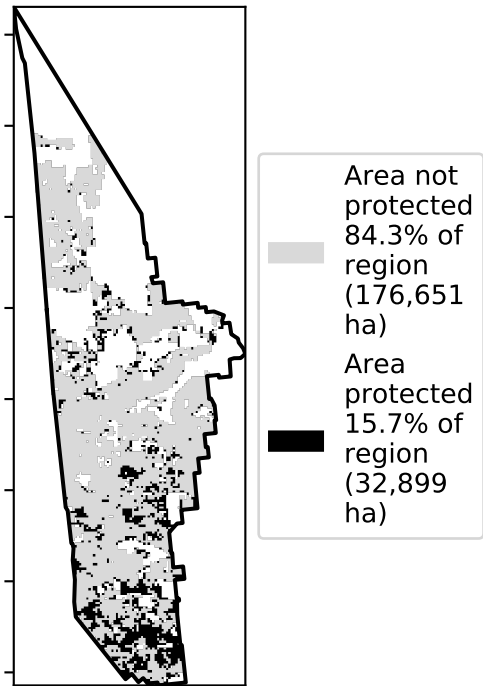 Area not
protected
84.3% of
region
(176,651
ha)
Area
protected
15.7% of
region
(32,899
ha)